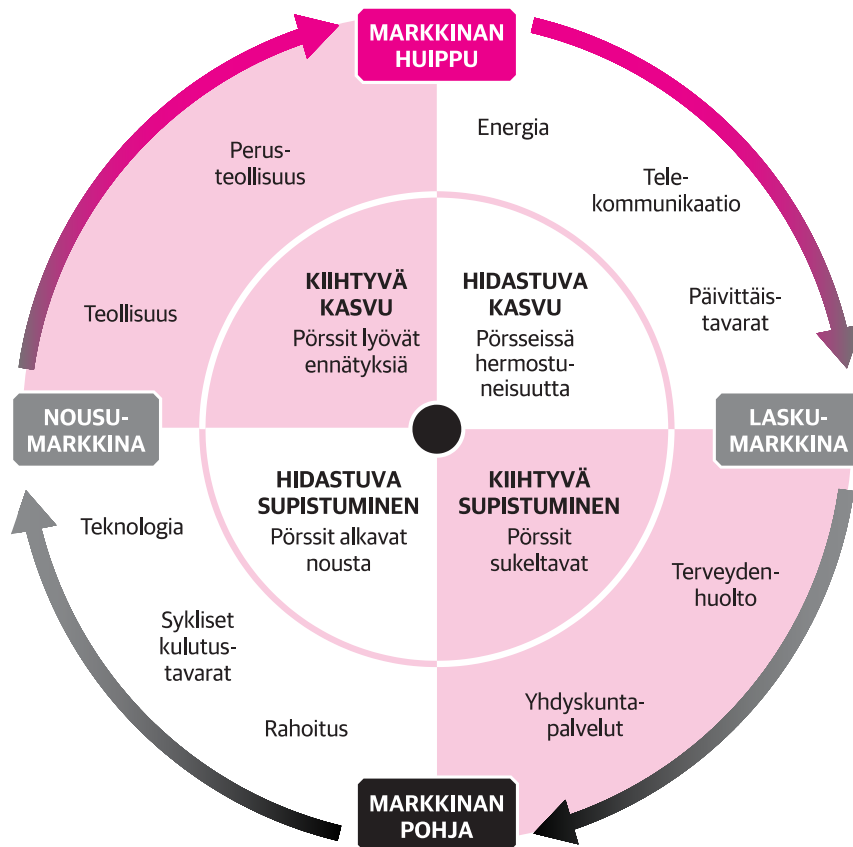 MARKKINAN
HUIPPU
Energia
Perus-
teollisuus
Tele-
kommunikaatio
KIIHTYVÄ
KASVU
Pörssit lyövät
ennätyksiä
HIDASTUVA
KASVU
Pörsseissä
hermostu-
neisuutta
Teollisuus
Päivittäis-
tavarat
NOUSU-
MARKKINA
LASKU-
MARKKINA
HIDASTUVA
SUPISTUMINEN
Pörssit alkavat
nousta
KIIHTYVÄ
SUPISTUMINEN
Pörssit
sukeltavat
Teknologia
Terveyden-
huolto
Sykliset
kulutus-
tavarat
Rahoitus
Yhdyskunta-
palvelut
MARKKINAN
POHJA